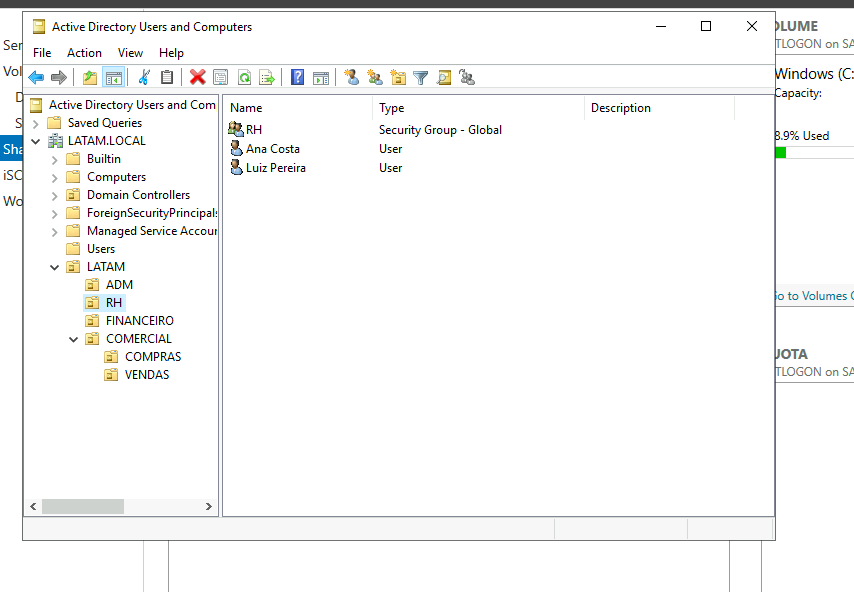 Active Directory Users and Computers
File Action View Help
Active Directory Users and Com
Saved Queries
LATAM.LOCAL
Builtin
Computers
Domain Controllers
ForeignSecurityPrincipals
Managed Service Accour
Users
LATAM
ADM
RH
FINANCEIRO
COMERCIAL
COMPRAS
VENDAS
Name Type Description
RH Security Group - Global
Ana Costa User
Luiz Pereira User
Ser
Vol
D
S
Sha
iSC
Wo
OLUME
TLOGON on SA
Windows (C:
Capacity:
8.9% Used
Go to Volumes O
UOTA
TLOGON on SA